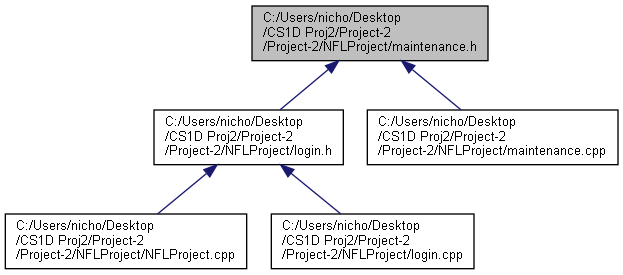 C:/Users/nicho/Desktop
/CS1D Proj2/Project-2
/Project-2/NFLProject/maintenance.h
C:/Users/nicho/Desktop
/CS1D Proj2/Project-2
/Project-2/NFLProject/login.h
C:/Users/nicho/Desktop
/CS1D Proj2/Project-2
/Project-2/NFLProject/maintenance.cpp
C:/Users/nicho/Desktop
/CS1D Proj2/Project-2
/Project-2/NFLProject/NFLProject.cpp
C:/Users/nicho/Desktop
/CS1D Proj2/Project-2
/Project-2/NFLProject/login.cpp